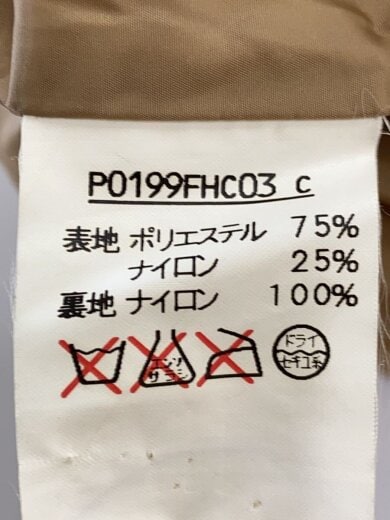 P0199FHC03 C
表地 ポリエステル 75%
ナイロン 25%
裏地 ナイロン 100%
エンソ
サラシ
ドライ
セキユ系